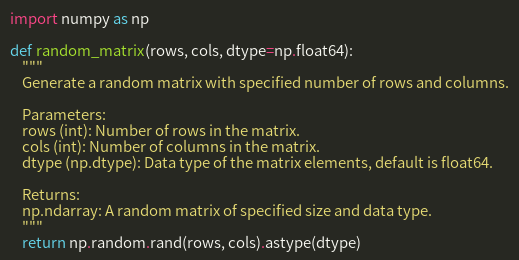 import numpy as np

def random_matrix(rows, cols, dtype=np.float64):
    """
    Generate a random matrix with specified number of rows and columns.

    Parameters:
    rows (int): Number of rows in the matrix.
    cols (int): Number of columns in the matrix.
    dtype (np.dtype): Data type of the matrix elements, default is float64.

    Returns:
    np.ndarray: A random matrix of specified size and data type.
    """
    return np.random.rand(rows, cols).astype(dtype)